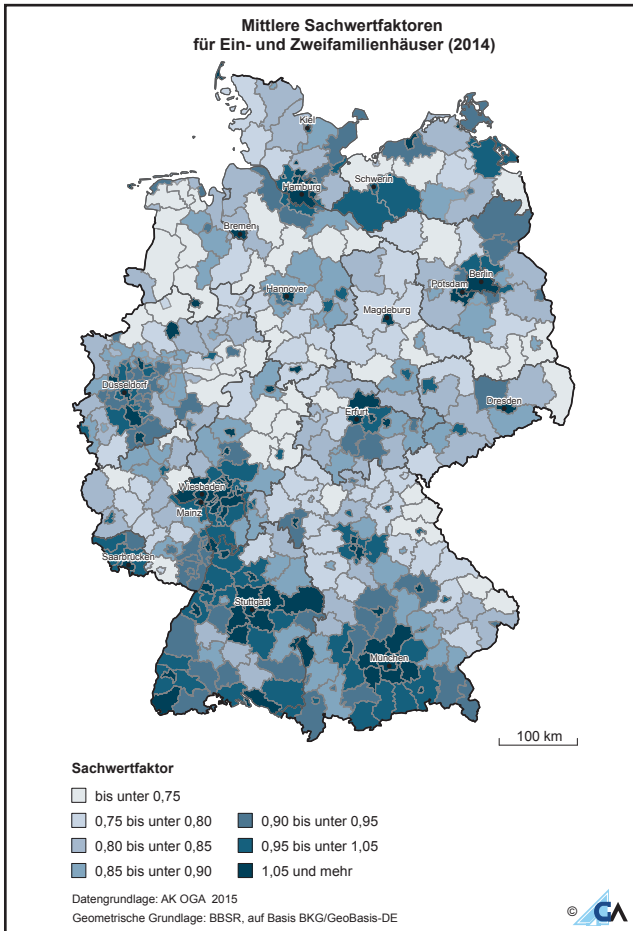 Mittlere Sachwertfaktoren
für Ein- und Zweifamilienhäuser (2014)
Kiel
Schwerin
Hamburg
Bremen
Berlin
Potsdam
Hannover
Magdeburg
Düsseldorf
Erfurt
Dresden
Wiesbaden
Mainz
Saarbrücken
Stuttgart
München
100 km
Sachwertfaktor
bis unter 0,75
0,75 bis unter 0,80
0,90 bis unter 0,95
0,80 bis unter 0,85
0,95 bis unter 1,05
0,85 bis unter 0,90
1,05 und mehr
Datengrundlage: AK OGA 2015
Geometrische Grundlage: BBSR, auf Basis BKG/GeoBasis-DE
© GA